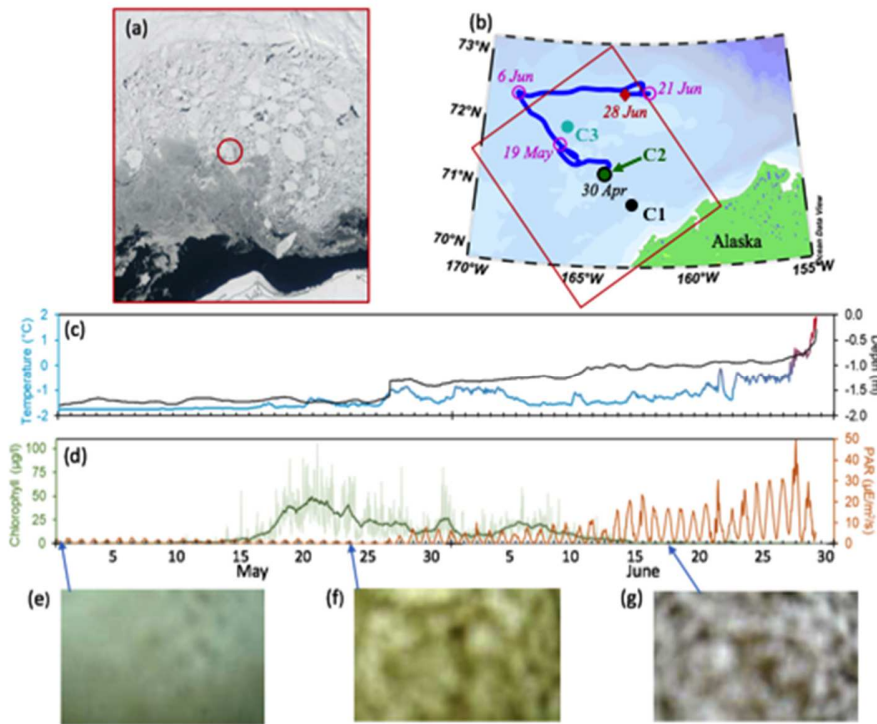 (a)
(b)
73°N
72°N
71°N
70°N
170°W
165°W
160°W
155°W
6 Jun
21 Jun
28 Jun
C3
19 May
C2
30 Apr
C1
Alaska
Ocean Data View
(c)
Temperature (°C)
2
1
0
-1
-2
0.0
-0.5
-1.0
-1.5
-2.0
Depth (m)
(d)
Chlorophyll (µg/l)
100
75
50
25
0
50
40
30
20
10
0
PAR (µE/m²/s)
5 10 15 20 25 30 5 10 15 20 25 30
May June
(e)
(f)
(g)